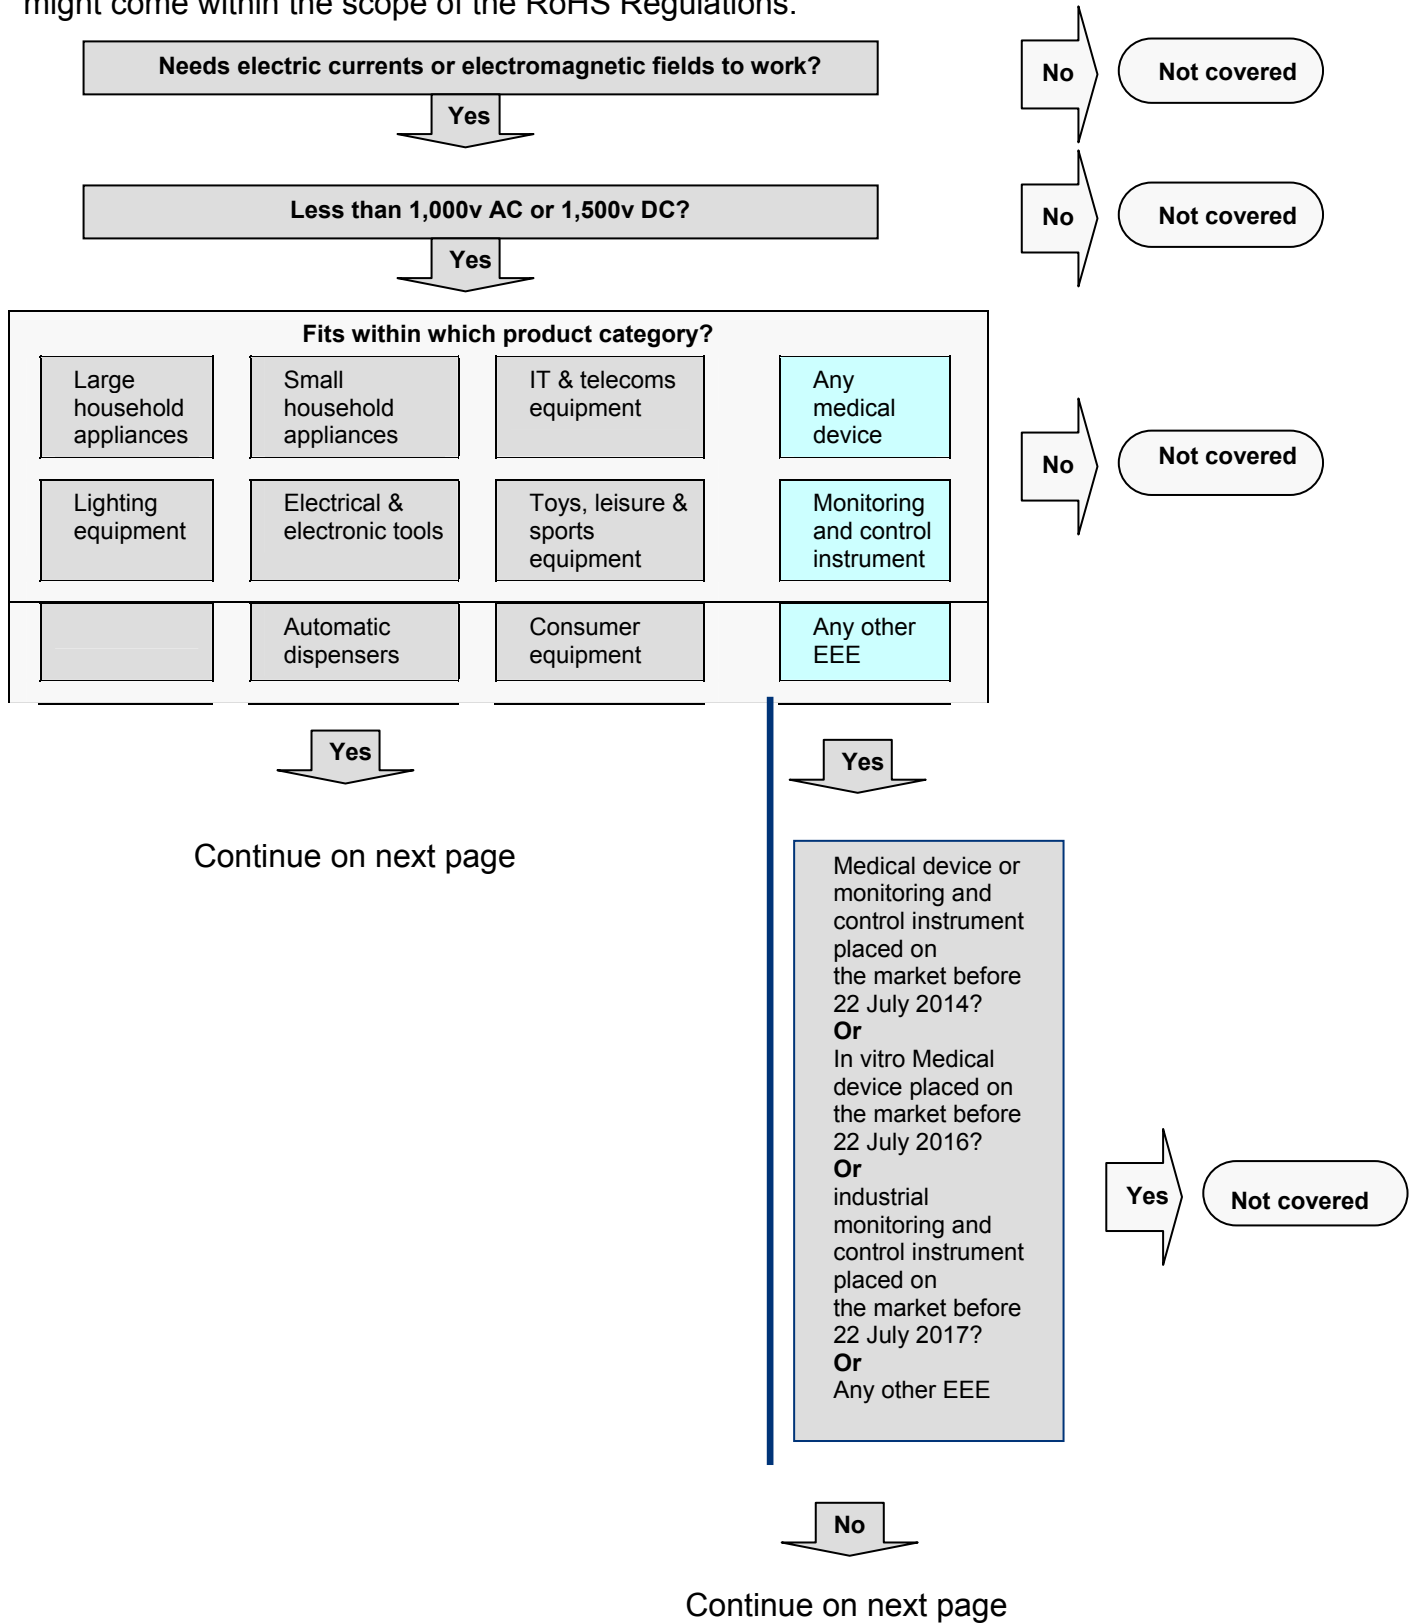 might come within the scope of the RoHS Regulations.
Needs electric currents or electromagnetic fields to work?
No
Not covered
Yes
Less than 1,000v AC or 1,500v DC?
No
Not covered
Yes
Fits within which product category?
Large
household
appliances
Small
household
appliances
IT & telecoms
equipment
Any
medical
device
No
Not covered
Lighting
equipment
Electrical &
electronic tools
Toys, leisure &
sports
equipment
Monitoring
and control
instrument
Automatic
dispensers
Consumer
equipment
Any other
EEE
Yes
Yes
Continue on next page
Medical device or
monitoring and
control instrument
placed on
the market before
22 July 2014?
Or
In vitro Medical
device placed on
the market before
22 July 2016?
Or
industrial
monitoring and
control instrument
placed on
the market before
22 July 2017?
Or
Any other EEE
Yes
Not covered
No
Continue on next page